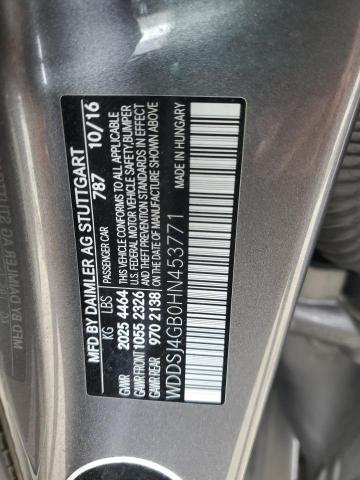 MFD BY DAIMLER AG STUTTGART
PASSENGER CAR 787 10/16
KG LBS
GVWR 2025 4464
GAWR FRONT 1055 2326
GAWR REAR 970 2138
THIS VEHICLE CONFORMS TO ALL APPLICABLE
U.S. FEDERAL MOTOR VEHICLE SAFETY, BUMPER
AND THEFT PREVENTION STANDARDS IN EFFECT
ON THE DATE OF MANUFACTURE SHOWN ABOVE.
WDDSJ4GB0HN453771
MADE IN HUNGARY